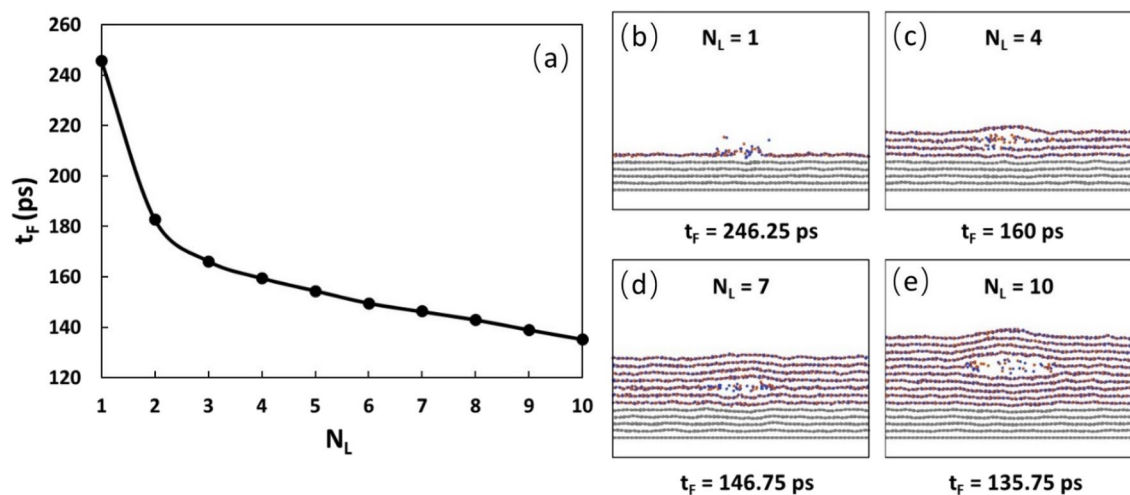 260
240
220
200
180
160
140
120
t_F (ps)
(a)
1 2 3 4 5 6 7 8 9 10
N_L
(b) N_L = 1
t_F = 246.25 ps
(c) N_L = 4
t_F = 160 ps
(d) N_L = 7
t_F = 146.75 ps
(e) N_L = 10
t_F = 135.75 ps